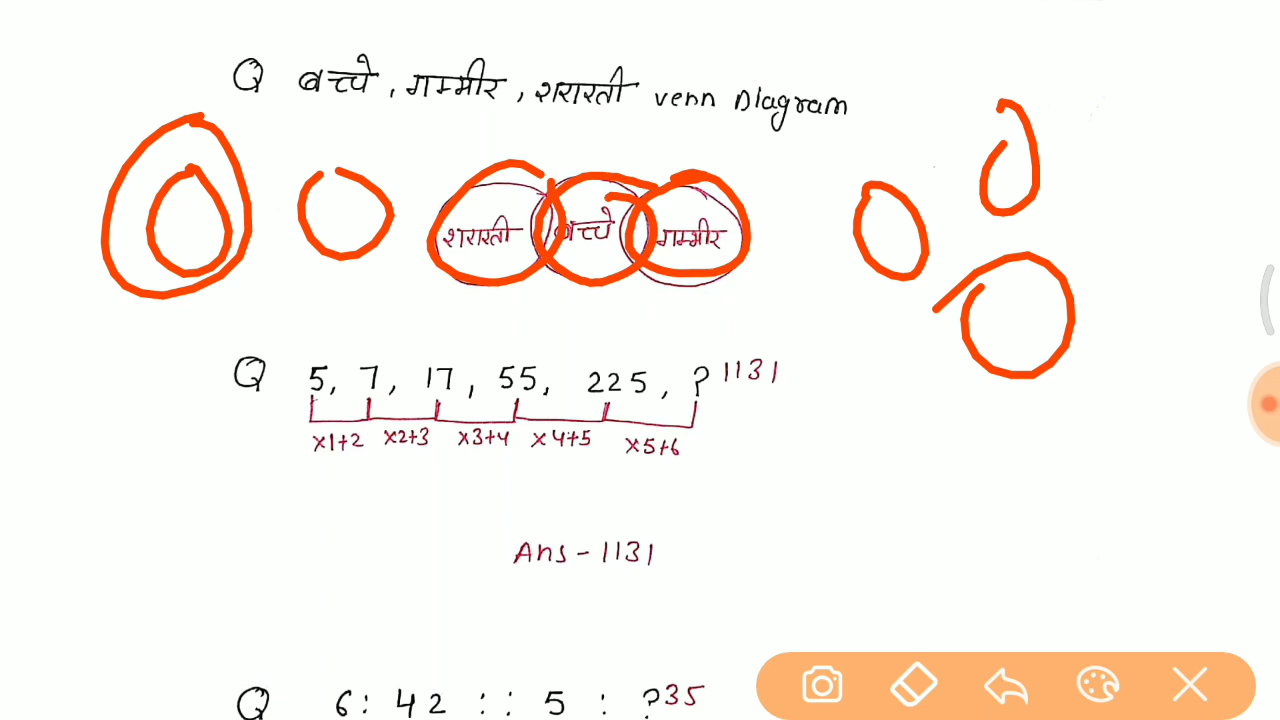 Q बच्चे, गम्भीर, शरारती venn Diagram
शरारती बच्चे गम्भीर
Q 5, 7, 17, 55, 225, ? 1131
x1+2 x2+3 x3+4 x4+5 x5+6
Ans - 1131
Q 6 : 42 : : 5 : ? 35